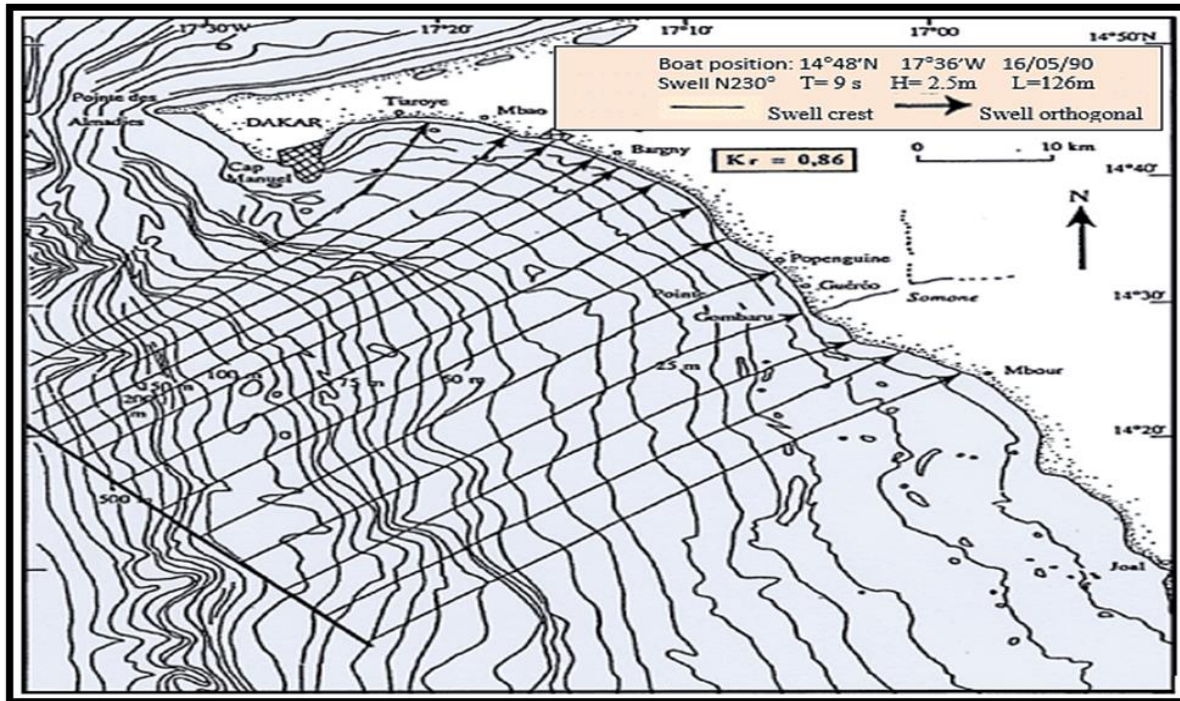 17°30'W 17°20' 17°10' 17°00 14°50'N
Boat position: 14°48'N 17°36'W 16/05/90
Swell N230° T= 9 s H= 2.5m L=126m
Swell crest Swell orthogonal
Pointe des
Almadies
DAKAR
Tiaroye
Mbao
Bargny
Kr = 0,86
0 10 km
Cap
Manuel
14°40'
N
Popenguine
Guéréo
Somone
Pointe
Gombaru
14°30'
200
m
150 m
100 m
75 m
50 m
25 m
Mbour
14°20'
500
Joal